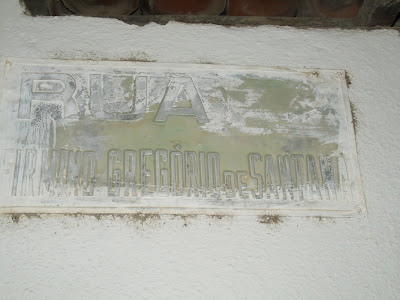 RUA
FIRMINO GREGÓRIO DE SANTANA